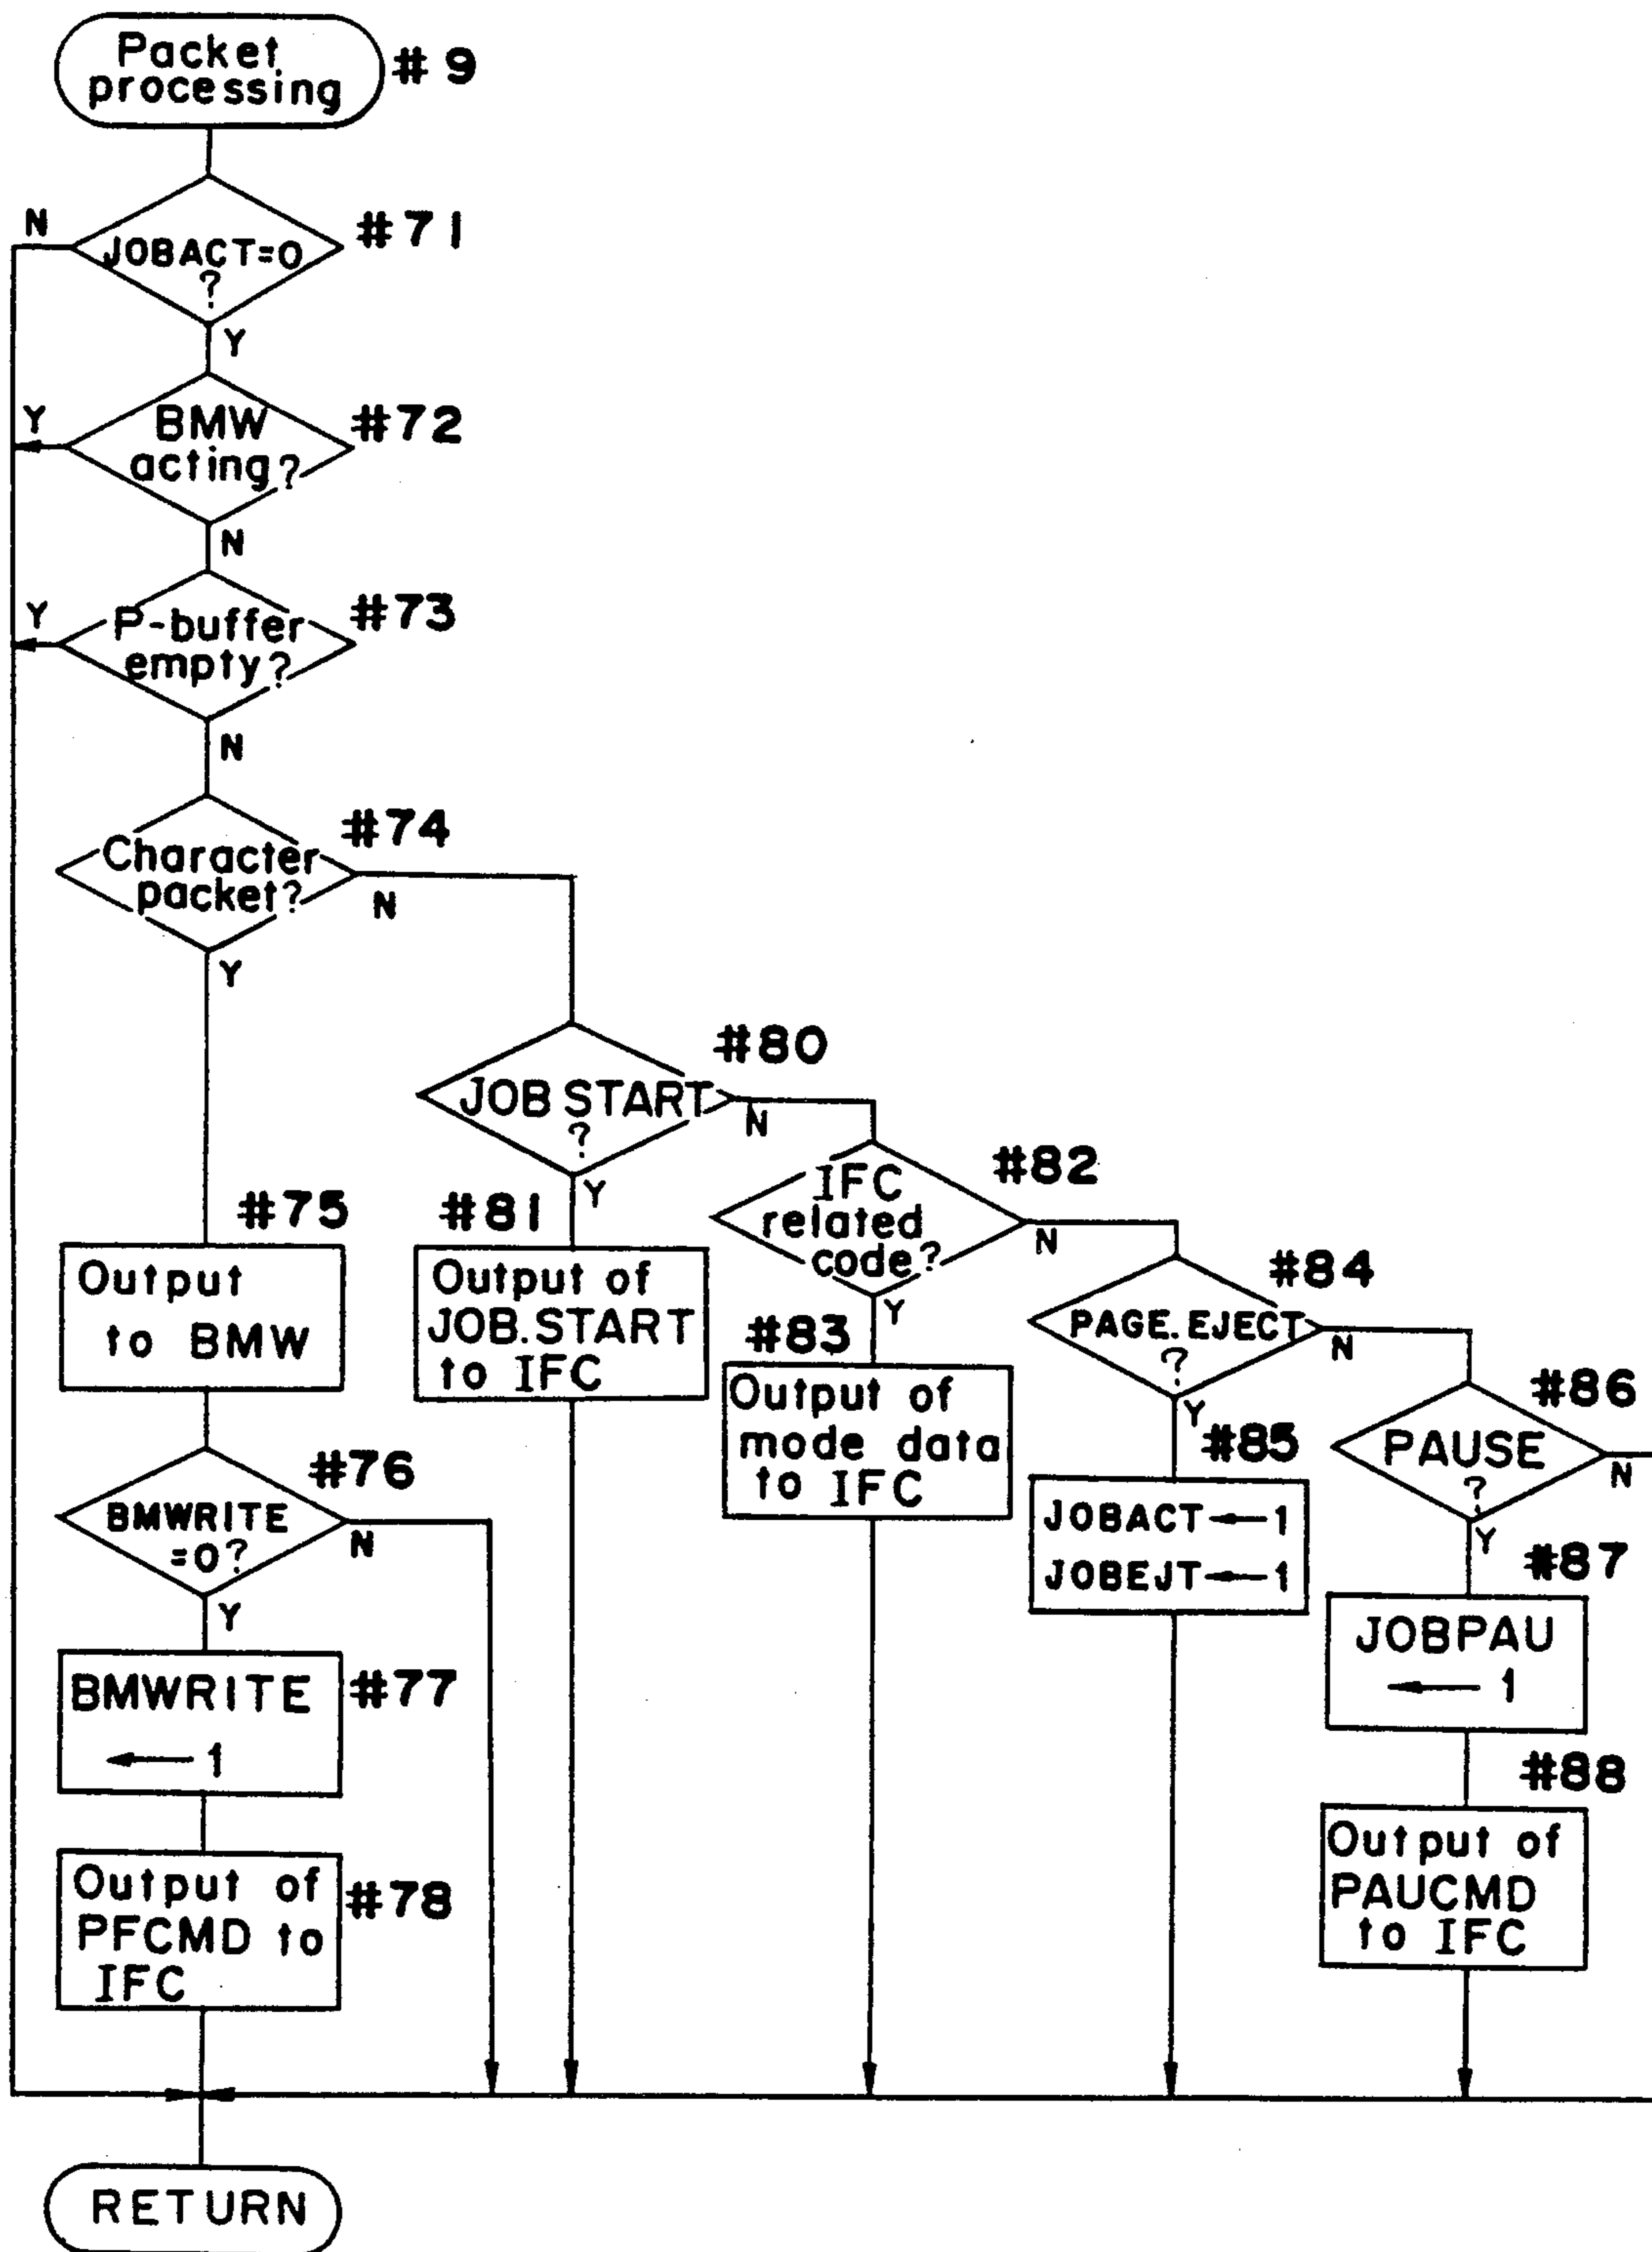 Packet
processing
#9
#71
N
JOBACT=0
?
Y
#72
Y
BMW
acting?
N
#73
Y
P-buffer
empty?
N
#74
Character
packet?
N
Y
#80
JOB START
?
N
Y
#82
IFC
related
code?
N
Y
#84
PAGE.EJECT
?
N
Y
#86
PAUSE
?
N
Y
#75
Output
to BMW
#81
Output of
JOB.START
to IFC
#83
Output of
mode data
to IFC
#85
JOBACT ← 1
JOBEJT ← 1
#87
JOBPAU
← 1
#76
BMWRITE
=0?
N
Y
#77
BMWRITE
← 1
#88
Output of
PAUCMD
to IFC
#78
Output of
PFCMD to
IFC
RETURN